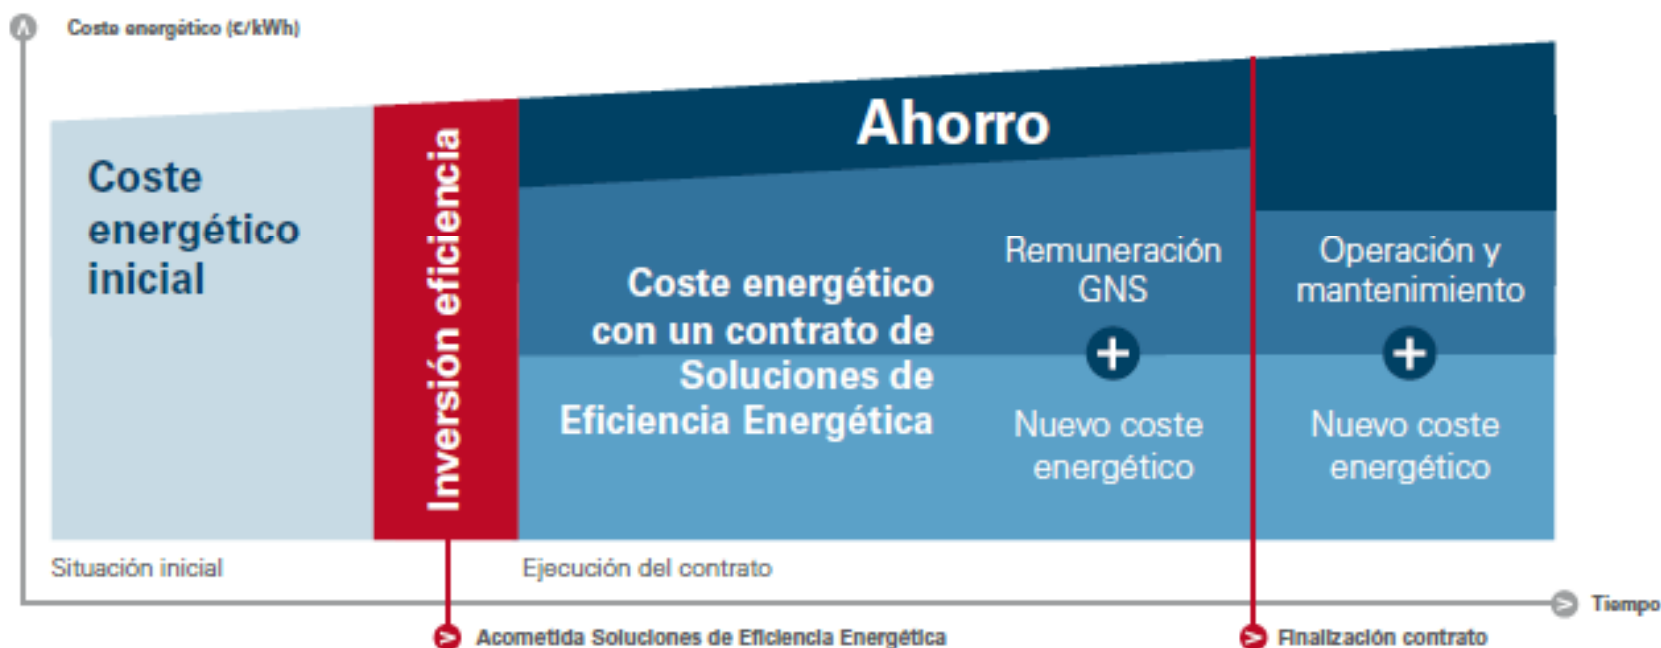 Coste energético (€/kWh)
Coste
energético
inicial
Inversión eficiencia
Ahorro
Coste energético
con un contrato de
Soluciones de
Eficiencia Energética
Remuneración
GNS
+
Nuevo coste
energético
Operación y
mantenimiento
+
Nuevo coste
energético
Situación inicial
Ejecución del contrato
Tiempo
Acometida Soluciones de Eficiencia Energética
Finalización contrato